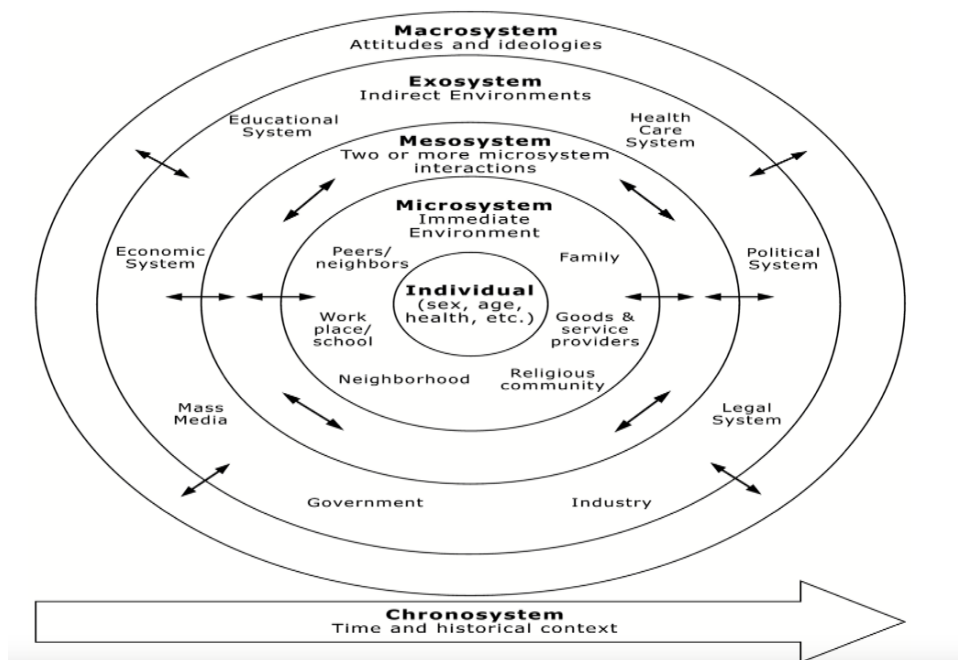 Macrosystem
Attitudes and ideologies
Exosystem
Indirect Environments
Educational
System
Health
Care
System
Mesosystem
Two or more microsystem
interactions
Microsystem
Immediate
Environment
Economic
System
Peers/
neighbors
Family
Political
System
Individual
(sex, age,
health, etc.)
Work
place/
school
Goods &
service
providers
Neighborhood
Religious
community
Mass
Media
Legal
System
Government
Industry
Chronosystem
Time and historical context